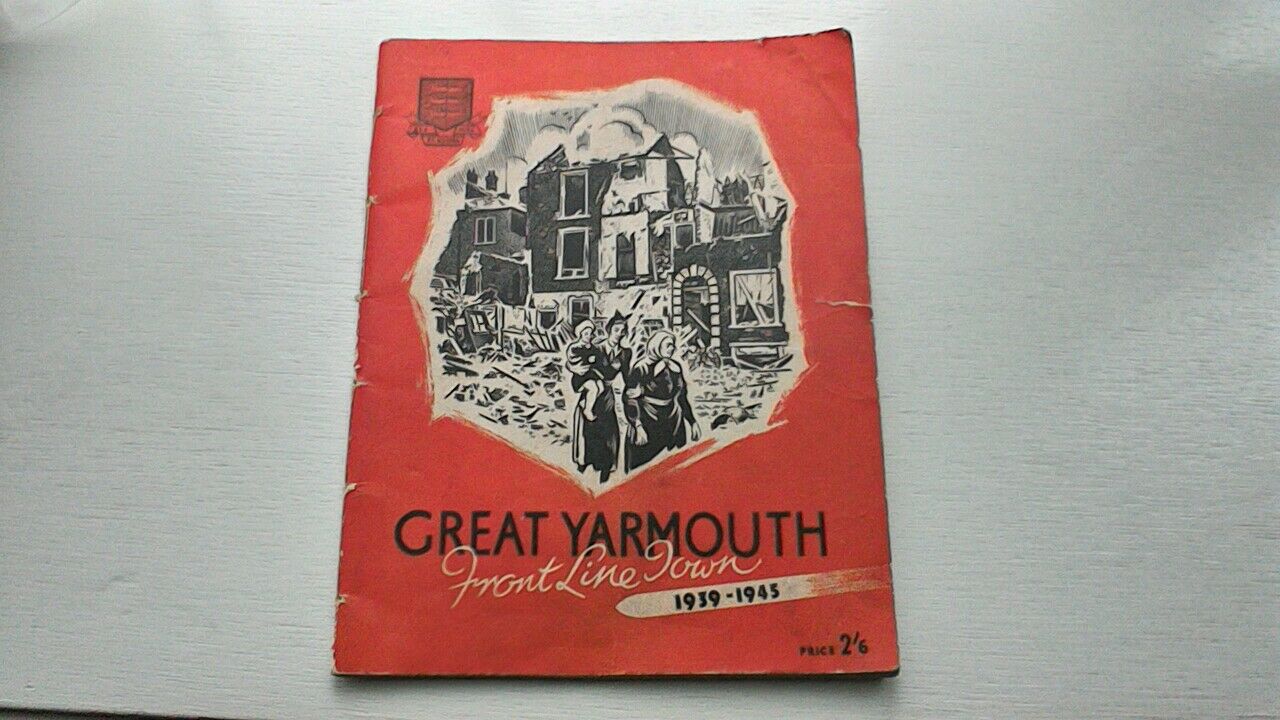 GREAT YARMOUTH
Front Line Town
1939-1945
PRICE 2/6